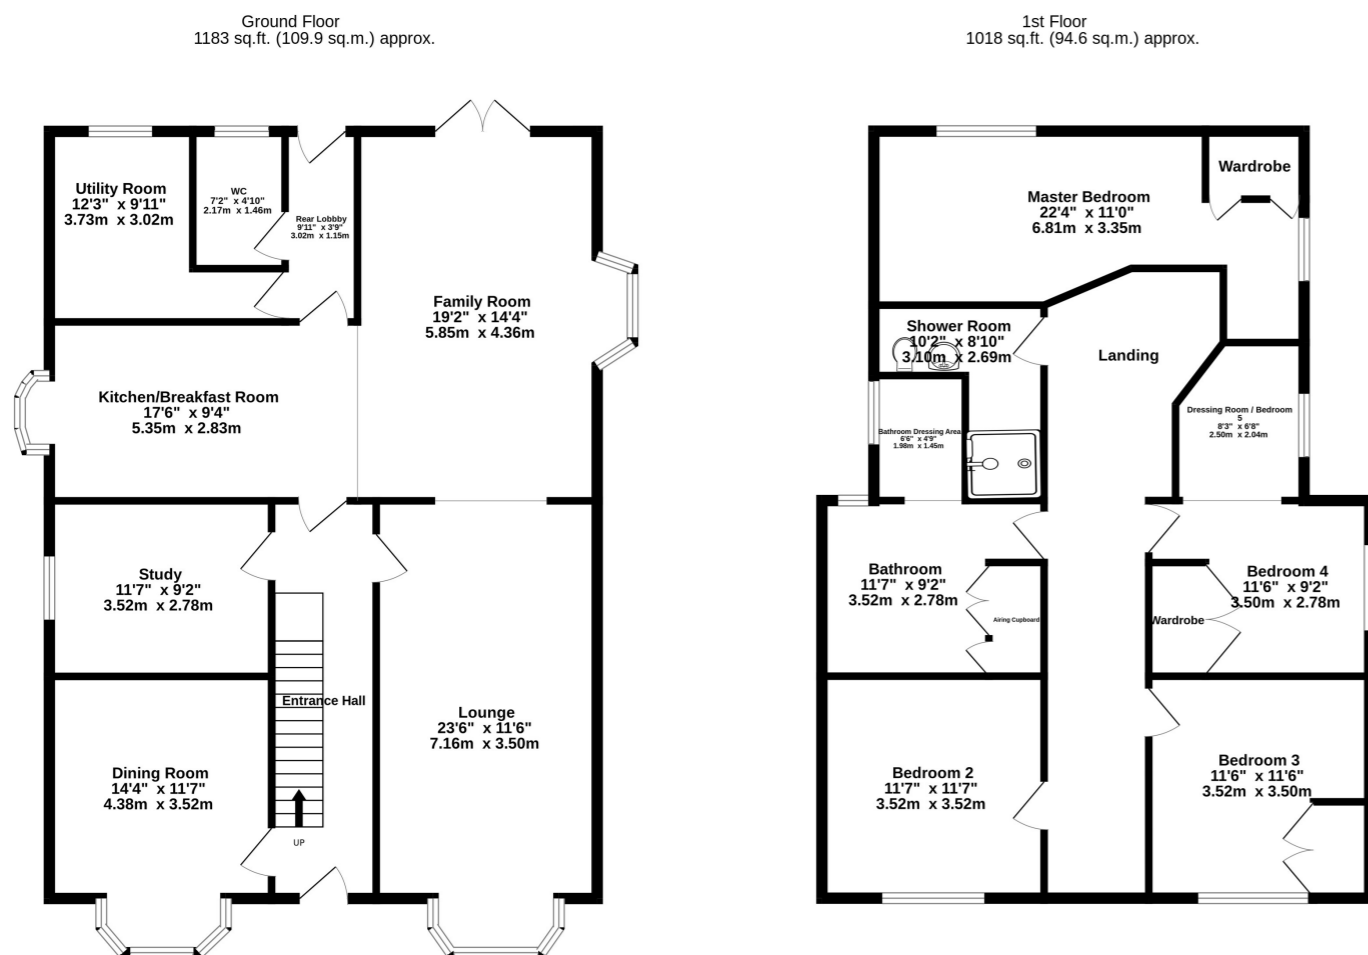 Ground Floor
1183 sq.ft. (109.9 sq.m.) approx.
Utility Room
12'3" x 9'11"
3.73m x 3.02m
WC
7'2" x 4'10"
2.17m x 1.46m
Rear Lobbby
9'11" x 3'9"
3.02m x 1.15m
Family Room
19'2" x 14'4"
5.85m x 4.36m
Kitchen/Breakfast Room
17'6" x 9'4"
5.35m x 2.83m
Study
11'7" x 9'2"
3.52m x 2.78m
Entrance Hall
Lounge
23'6" x 11'6"
7.16m x 3.50m
Dining Room
14'4" x 11'7"
4.38m x 3.52m
UP
1st Floor
1018 sq.ft. (94.6 sq.m.) approx.
Wardrobe
Master Bedroom
22'4" x 11'0"
6.81m x 3.35m
Shower Room
10'2" x 8'10"
3.10m x 2.69m
Landing
Dressing Room / Bedroom
5
8'3" x 6'8"
2.50m x 2.04m
Bathroom Dressing Area
6'6" x 4'9"
1.98m x 1.45m
Bathroom
11'7" x 9'2"
3.52m x 2.78m
Airing Cupboard
Bedroom 4
11'6" x 9'2"
3.50m x 2.78m
Wardrobe
Bedroom 2
11'7" x 11'7"
3.52m x 3.52m
Bedroom 3
11'6" x 11'6"
3.52m x 3.50m